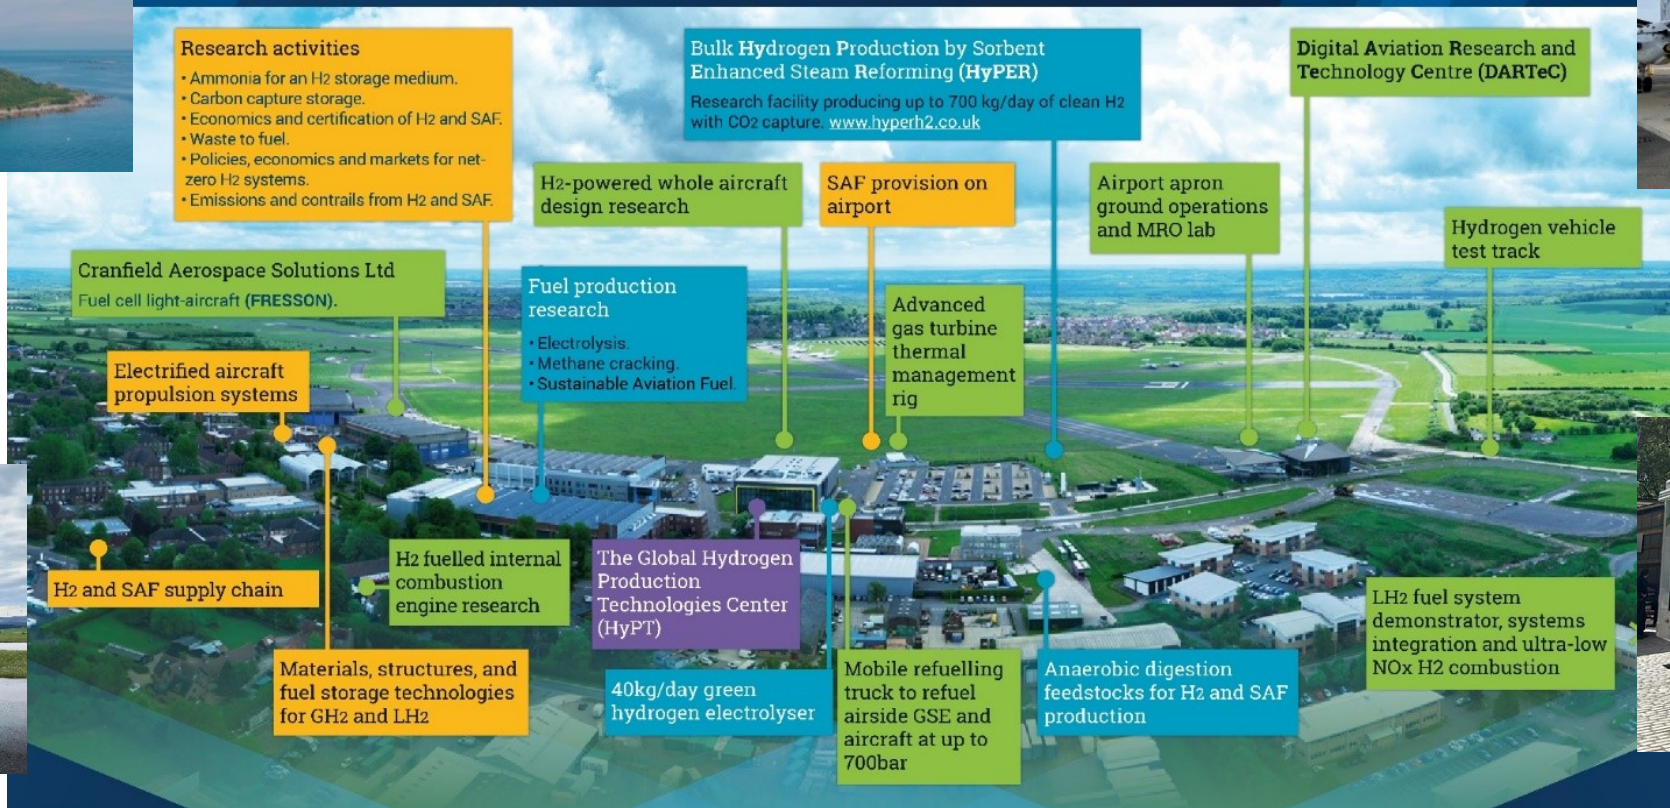 Research activities
• Ammonia for an H2 storage medium.
• Carbon capture storage.
• Economics and certification of H2 and SAF.
• Waste to fuel.
• Policies, economics and markets for net-
zero H2 systems.
• Emissions and contrails from H2 and SAF.
Bulk Hydrogen Production by Sorbent
Enhanced Steam Reforming (HyPER)
Research facility producing up to 700 kg/day of clean H2
with CO2 capture. www.hyperh2.co.uk
Digital Aviation Research and
Technology Centre (DARTeC)
H2-powered whole aircraft
design research
SAF provision on
airport
Airport apron
ground operations
and MRO lab
Hydrogen vehicle
test track
Cranfield Aerospace Solutions Ltd
Fuel cell light-aircraft (FRESSON).
Fuel production
research
• Electrolysis.
• Methane cracking.
• Sustainable Aviation Fuel.
Advanced
gas turbine
thermal
management
rig
Electrified aircraft
propulsion systems
H2 and SAF supply chain
H2 fuelled internal
combustion
engine research
The Global Hydrogen
Production
Technologies Center
(HyPT)
LH2 fuel system
demonstrator, systems
integration and ultra-low
NOx H2 combustion
Materials, structures, and
fuel storage technologies
for GH2 and LH2
40kg/day green
hydrogen electrolyser
Mobile refuelling
truck to refuel
airside GSE and
aircraft at up to
700bar
Anaerobic digestion
feedstocks for H2 and SAF
production